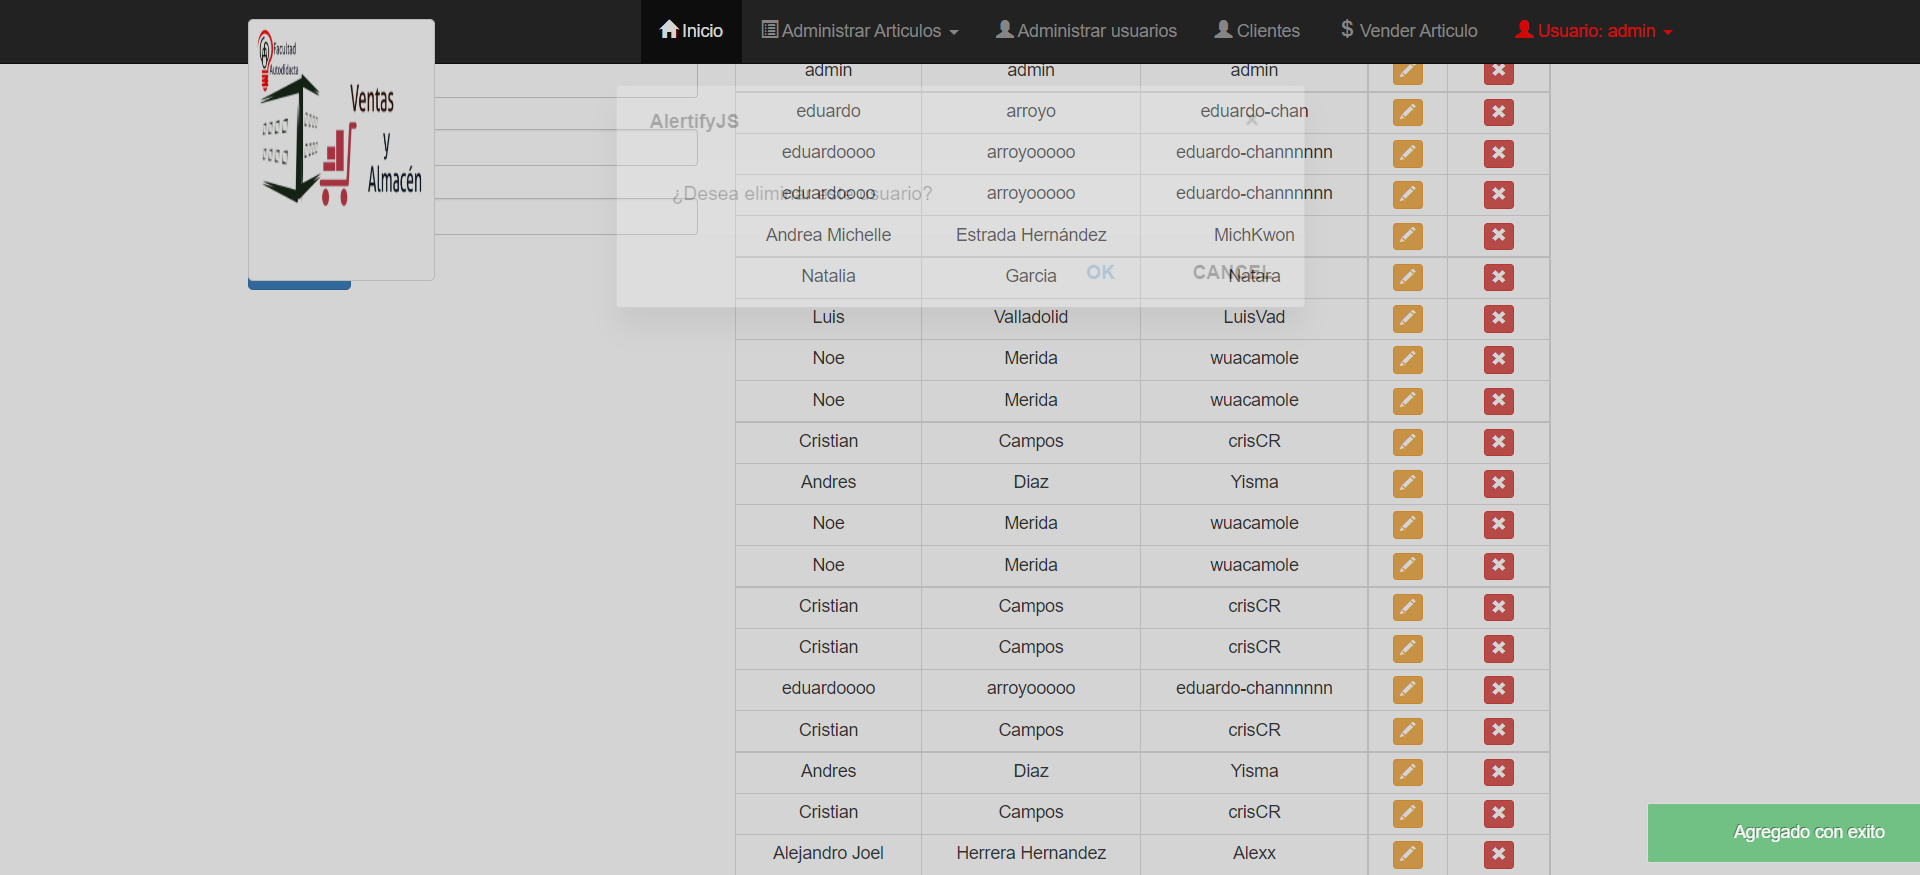 Inicio Administrar Articulos Administrar usuarios Clientes $ Vender Articulo Usuario: admin
Facultad
Autodidacta
Ventas
y
Almacén
admin admin admin
AlertifyJS ×
eduardo arroyo eduardo-chan
eduardoooo arroyooooo eduardo-channnnnn
¿Desea eliminar este usuario?
eduardoooo arroyooooo eduardo-channnnnn
Andrea Michelle Estrada Hernández MichKwon
OK CANCEL
Natalia Garcia Natara
Luis Valladolid LuisVad
Noe Merida wuacamole
Noe Merida wuacamole
Cristian Campos crisCR
Andres Diaz Yisma
Noe Merida wuacamole
Noe Merida wuacamole
Cristian Campos crisCR
Cristian Campos crisCR
eduardoooo arroyooooo eduardo-channnnnn
Cristian Campos crisCR
Andres Diaz Yisma
Cristian Campos crisCR
Alejandro Joel Herrera Hernandez Alexx
Agregado con exito